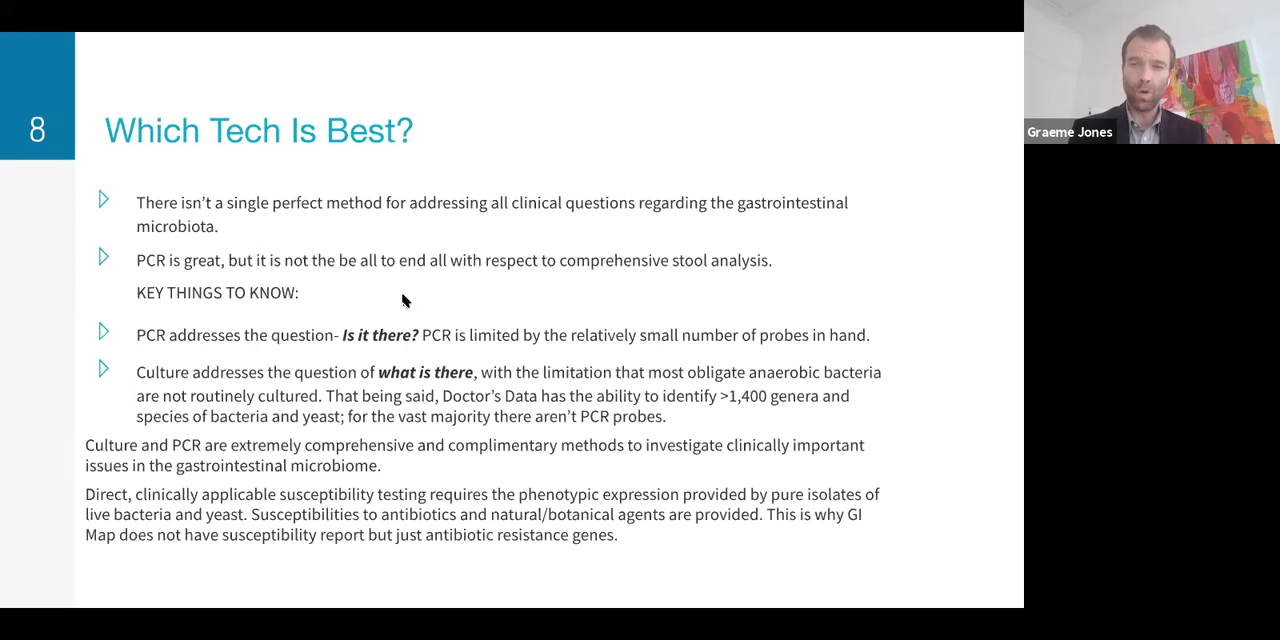 8
Which Tech Is Best?
There isn’t a single perfect method for addressing all clinical questions regarding the gastrointestinal
microbiota.
PCR is great, but it is not the be all to end all with respect to comprehensive stool analysis.
KEY THINGS TO KNOW:
PCR addresses the question- Is it there? PCR is limited by the relatively small number of probes in hand.
Culture addresses the question of what is there, with the limitation that most obligate anaerobic bacteria
are not routinely cultured. That being said, Doctor’s Data has the ability to identify >1,400 genera and
species of bacteria and yeast; for the vast majority there aren’t PCR probes.
Culture and PCR are extremely comprehensive and complimentary methods to investigate clinically important
issues in the gastrointestinal microbiome.
Direct, clinically applicable susceptibility testing requires the phenotypic expression provided by pure isolates of
live bacteria and yeast. Susceptibilities to antibiotics and natural/botanical agents are provided. This is why GI
Map does not have susceptibility report but just antibiotic resistance genes.
Graeme Jones